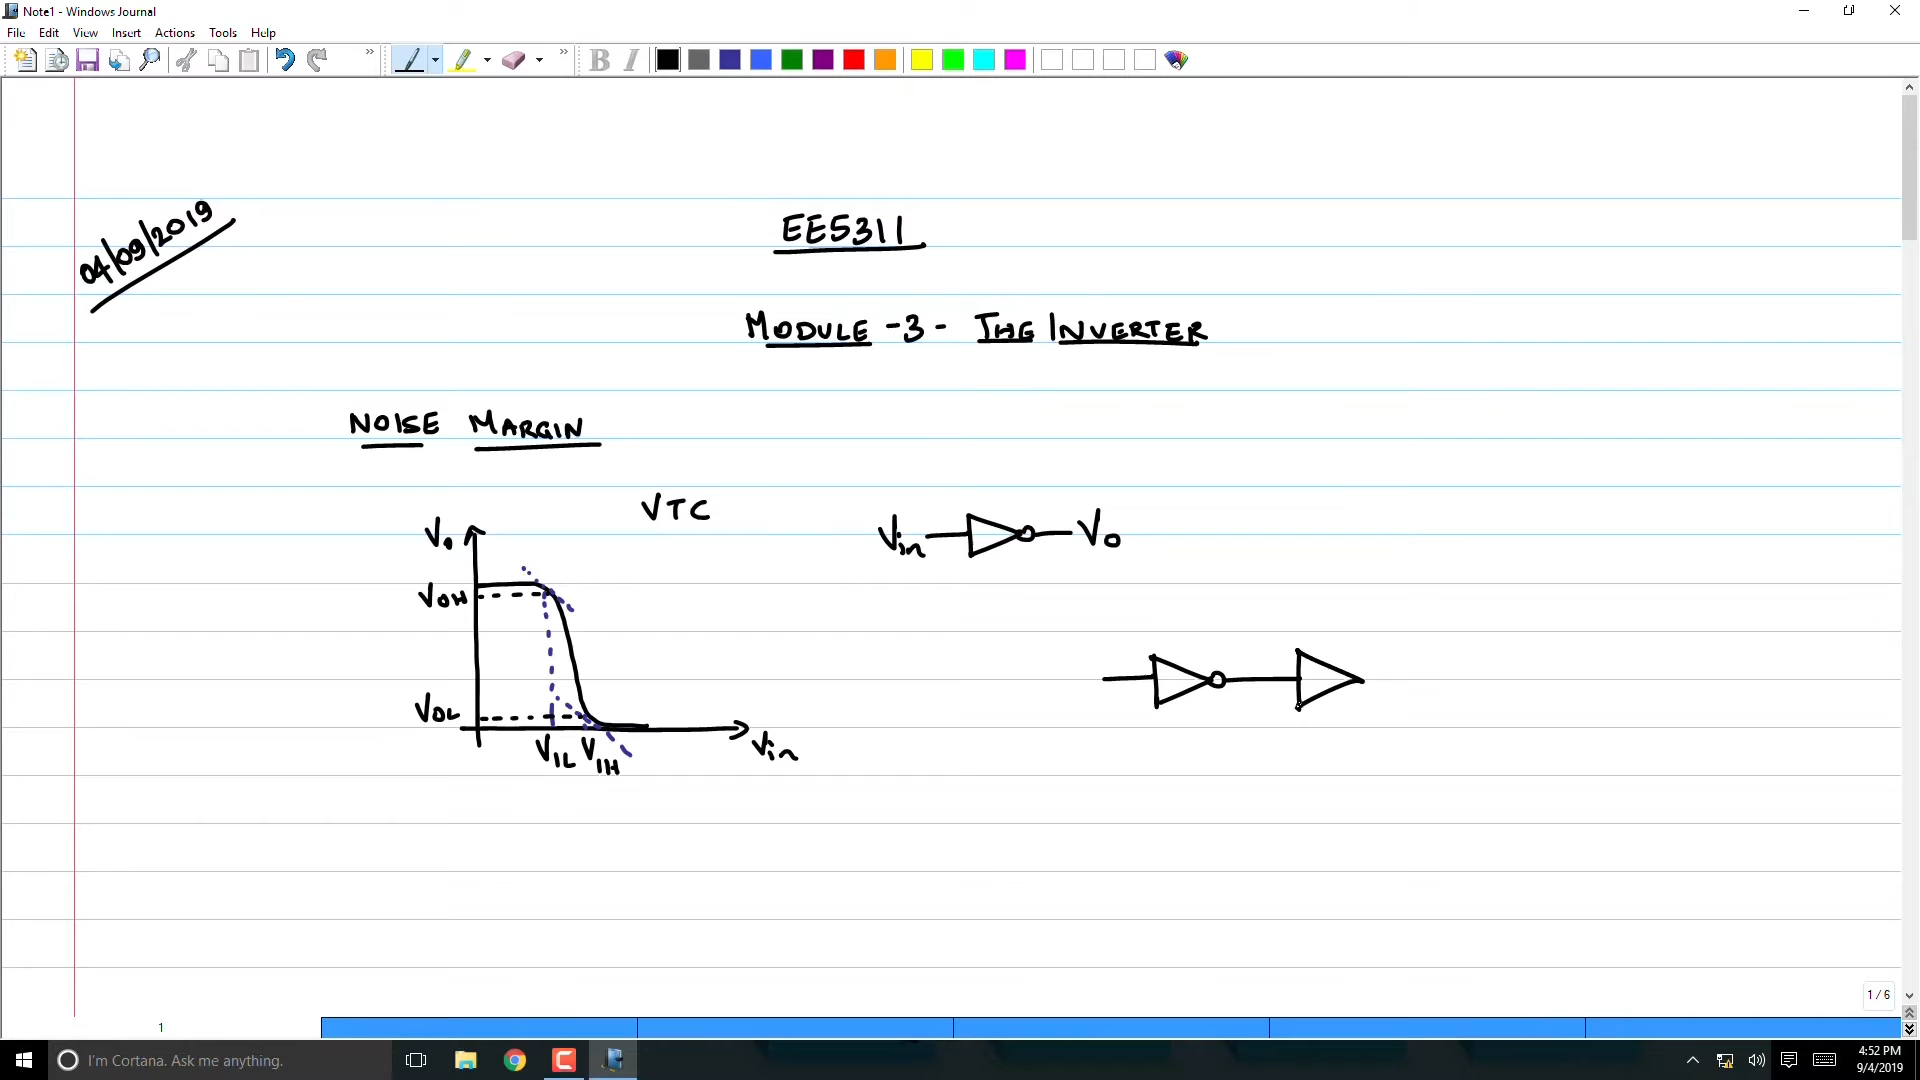 Note1 - Windows Journal
File Edit View Insert Actions Tools Help
04/09/2019
EE5311
MODULE -3- THE INVERTER
NOISE MARGIN
VTC
Vo
Vin
Vo
VOH
VOL
VIL VIH
Vin
1 / 6
1
I'm Cortana. Ask me anything.
4:52 PM
9/4/2019